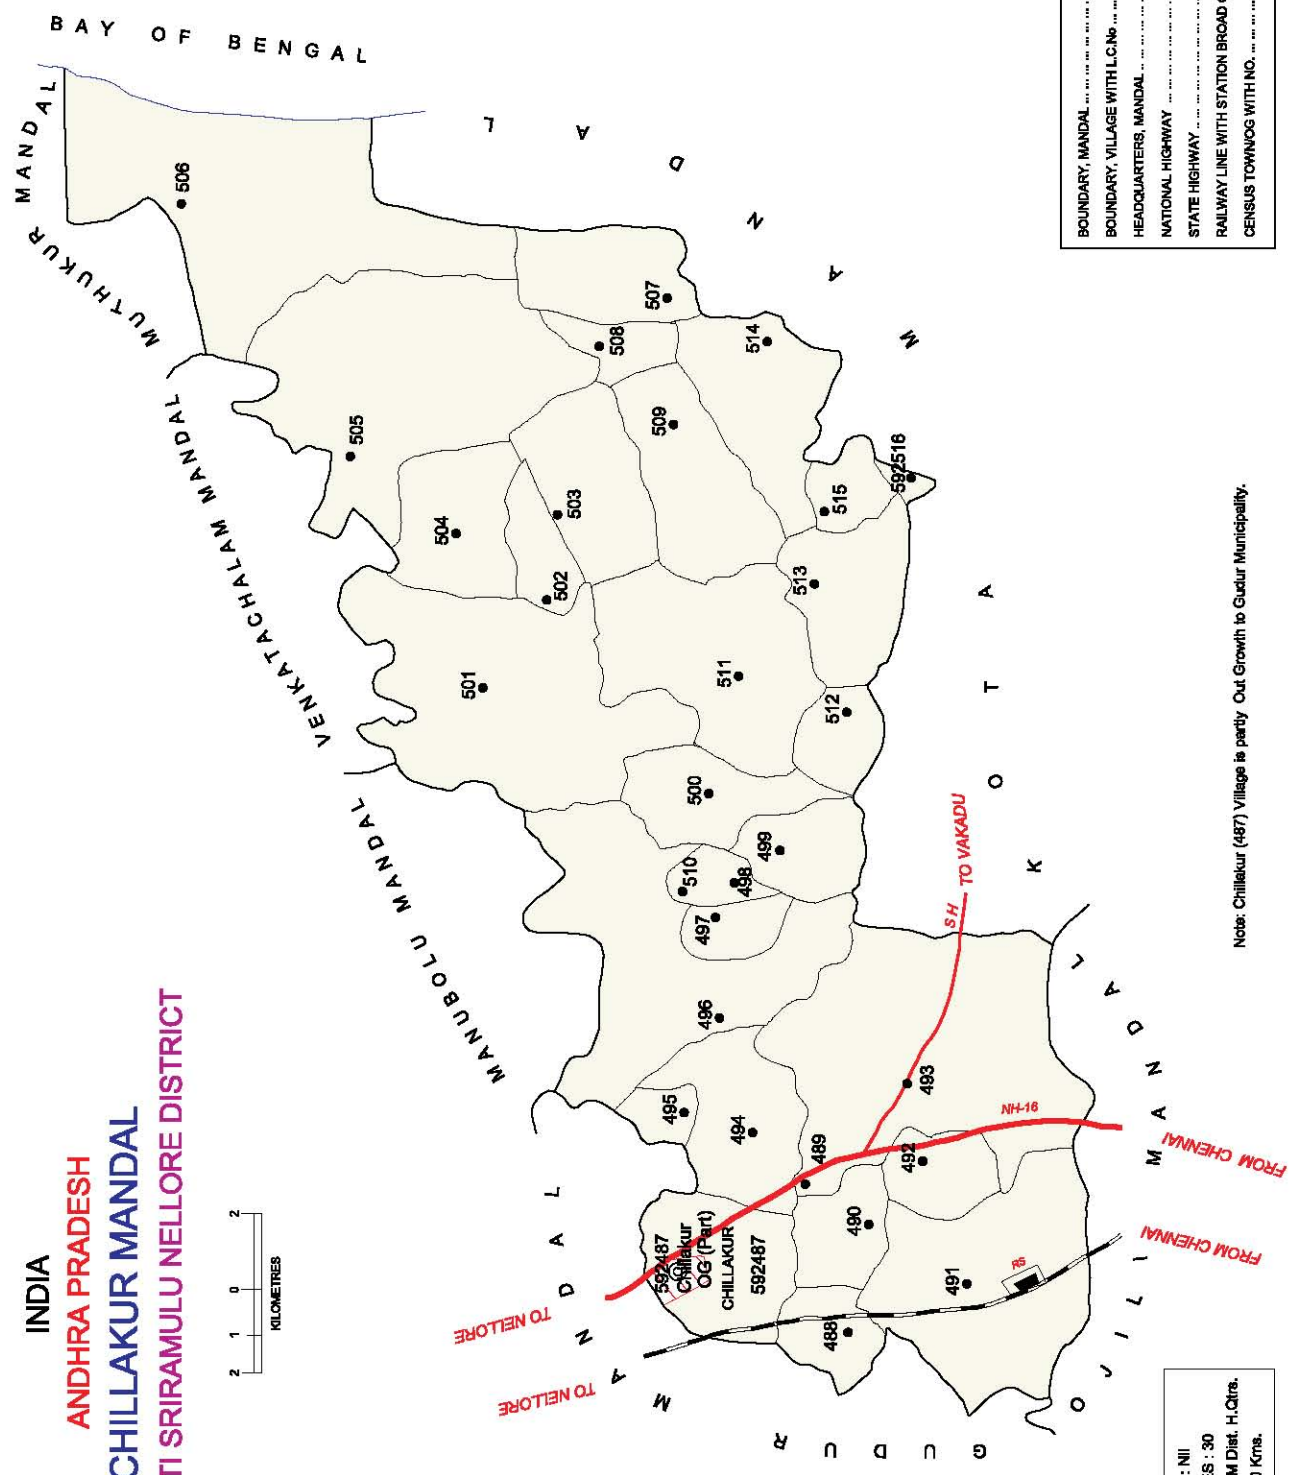 INDIA
ANDHRA PRADESH
CHILLAKUR MANDAL
TI SRIRAMULU NELLORE DISTRICT
2 1 0 2
KILOMETRES
BAY OF BENGAL
MUTHUKUR MANDAL
VENKATACHALAM MANDAL
MANUBOLU MANDAL
GUDUR MANDAL
OJILI MANDAL
KOTA MANDAL
506
505
507
508
514
509
504
503
502
515
592516
513
501
511
512
500
499
510
498
497
496
495
494
493
489
492
490
491
488
592487
Chillakur
OG (Part)
CHILLAKUR
592487
TO NELLORE
TO NELLORE
FROM CHENNAI
FROM CHENNAI
NH-16
S H
TO VAKADU
RS
BOUNDARY, MANDAL
BOUNDARY, VILLAGE WITH L.C.No
HEADQUARTERS, MANDAL
NATIONAL HIGHWAY
STATE HIGHWAY
RAILWAY LINE WITH STATION BROAD
CENSUS TOWN/OG WITH NO.
Note: Chillakur (487) Village is partly Out Growth to Gudur Municipality.
: Nil
S : 30
M Dist. H.Qtrs.
Kms.